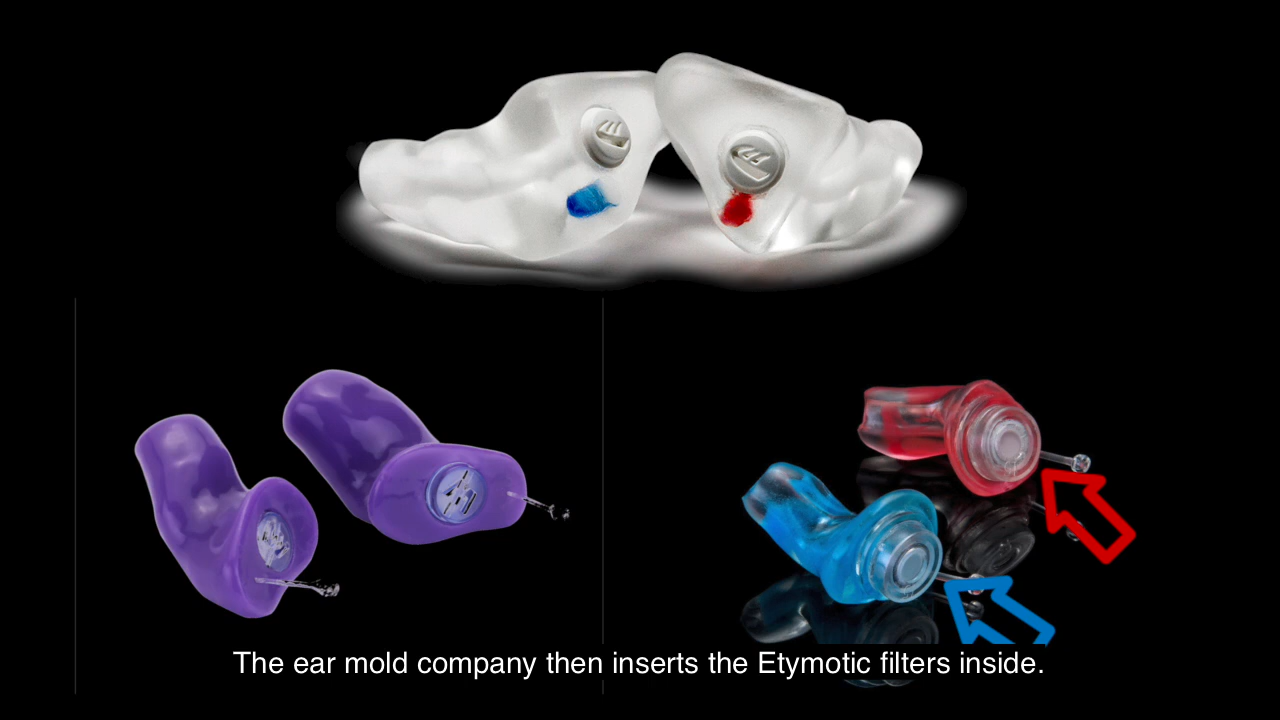 The ear mold company then inserts the Etymotic filters inside.